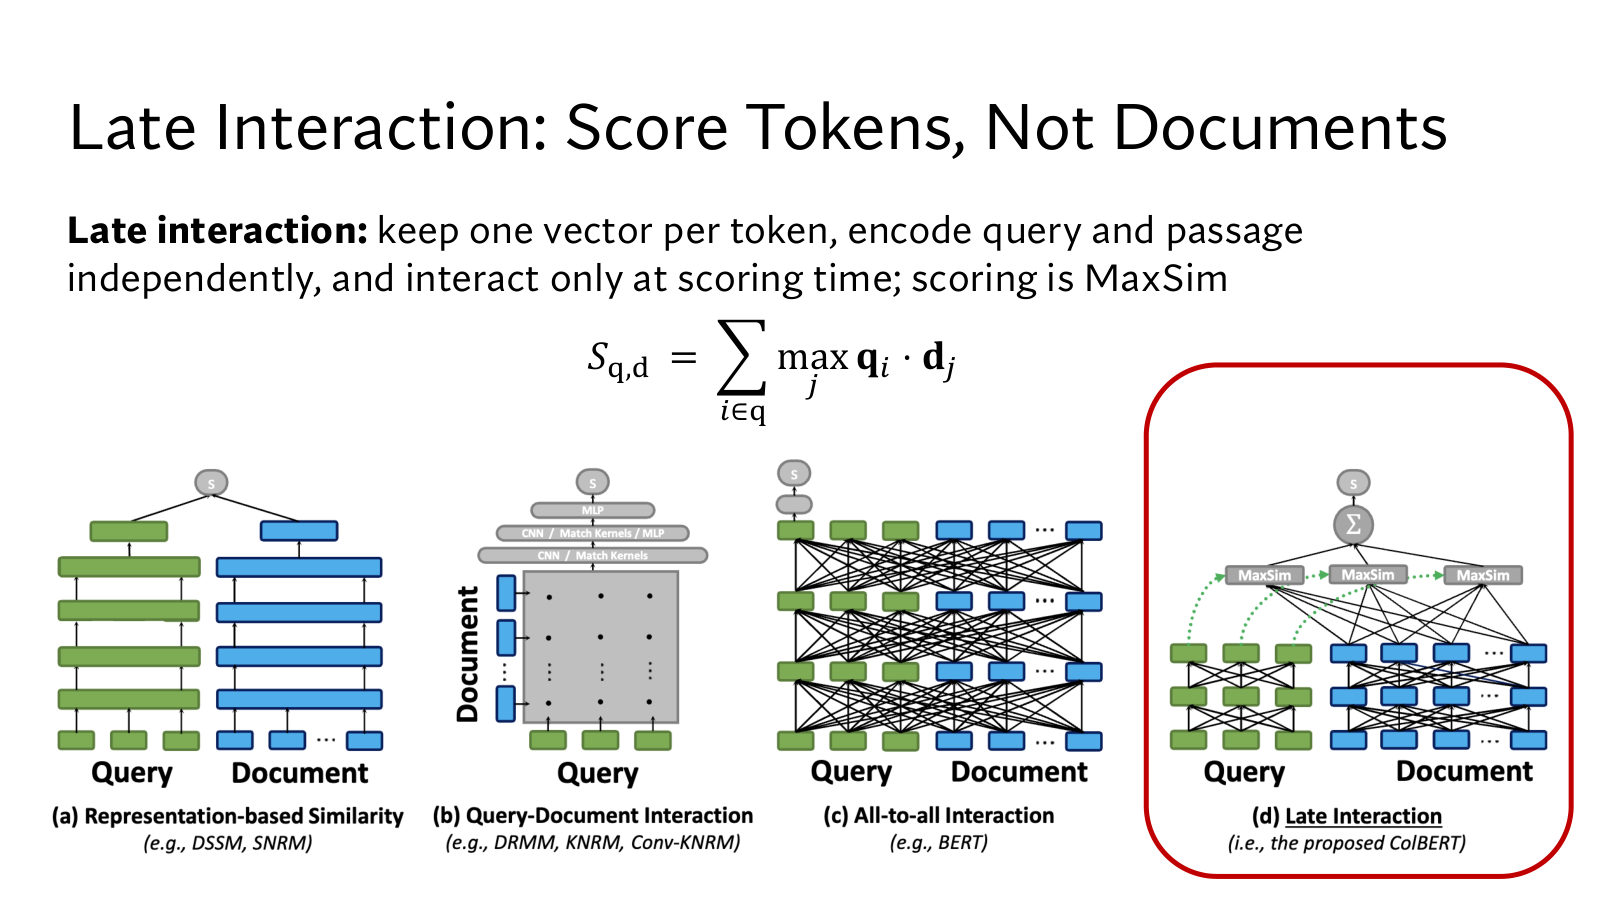 Late Interaction: Score Tokens, Not Documents
Late interaction: keep one vector per token, encode query and passage
independently, and interact only at scoring time; scoring is MaxSim
S_{q,d} = ∑_{i∈q} max_j q_i · d_j
s
Query
Document
(a) Representation-based Similarity
(e.g., DSSM, SNRM)
s
MLP
CNN / Match Kernels / MLP
CNN / Match Kernels
Document
Query
(b) Query-Document Interaction
(e.g., DRMM, KNRM, Conv-KNRM)
s
Query
Document
(c) All-to-all Interaction
(e.g., BERT)
s
Σ
MaxSim
MaxSim
MaxSim
Query
Document
(d) Late Interaction
(i.e., the proposed ColBERT)